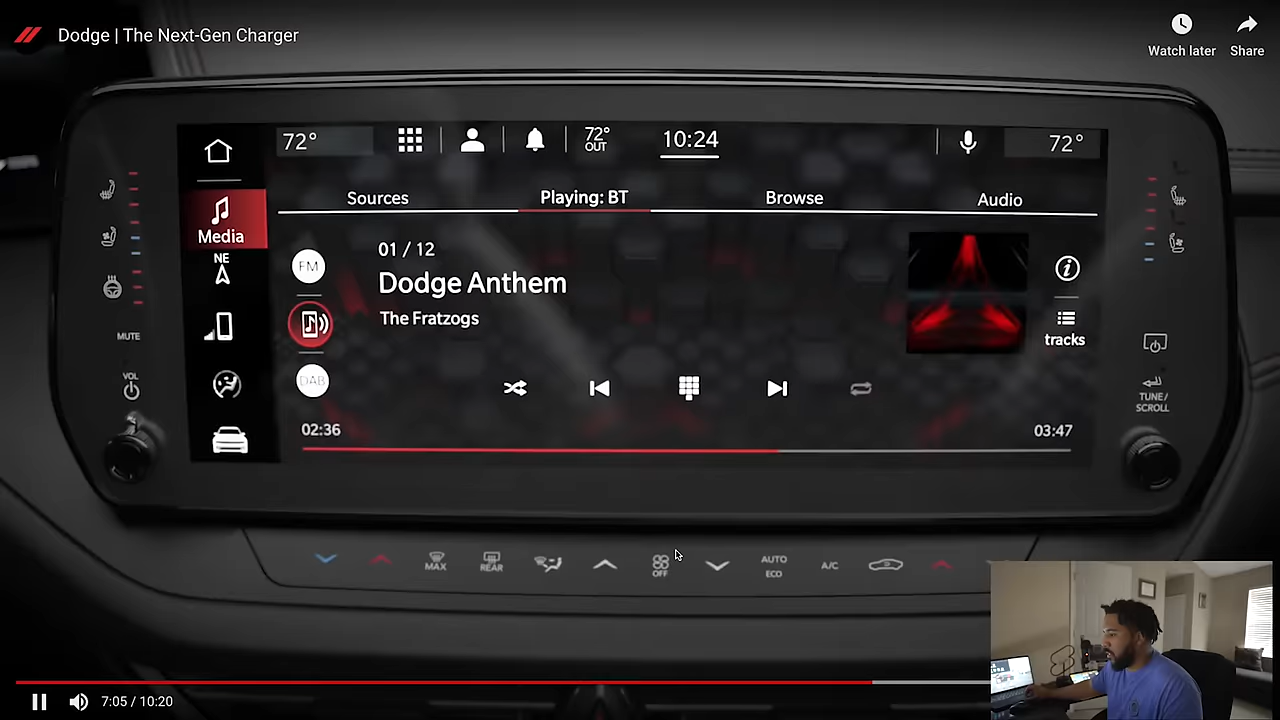 Dodge | The Next-Gen Charger
Watch later
Share
72°
72°
OUT
10:24
72°
Media
Sources
Playing: BT
Browse
Audio
NE
FM
01 / 12
Dodge Anthem
The Fratzogs
tracks
MUTE
VOL
DAB
TUNE/
SCROLL
02:36
03:47
MAX
REAR
OFF
AUTO
ECO
A/C
7:05 / 10:20